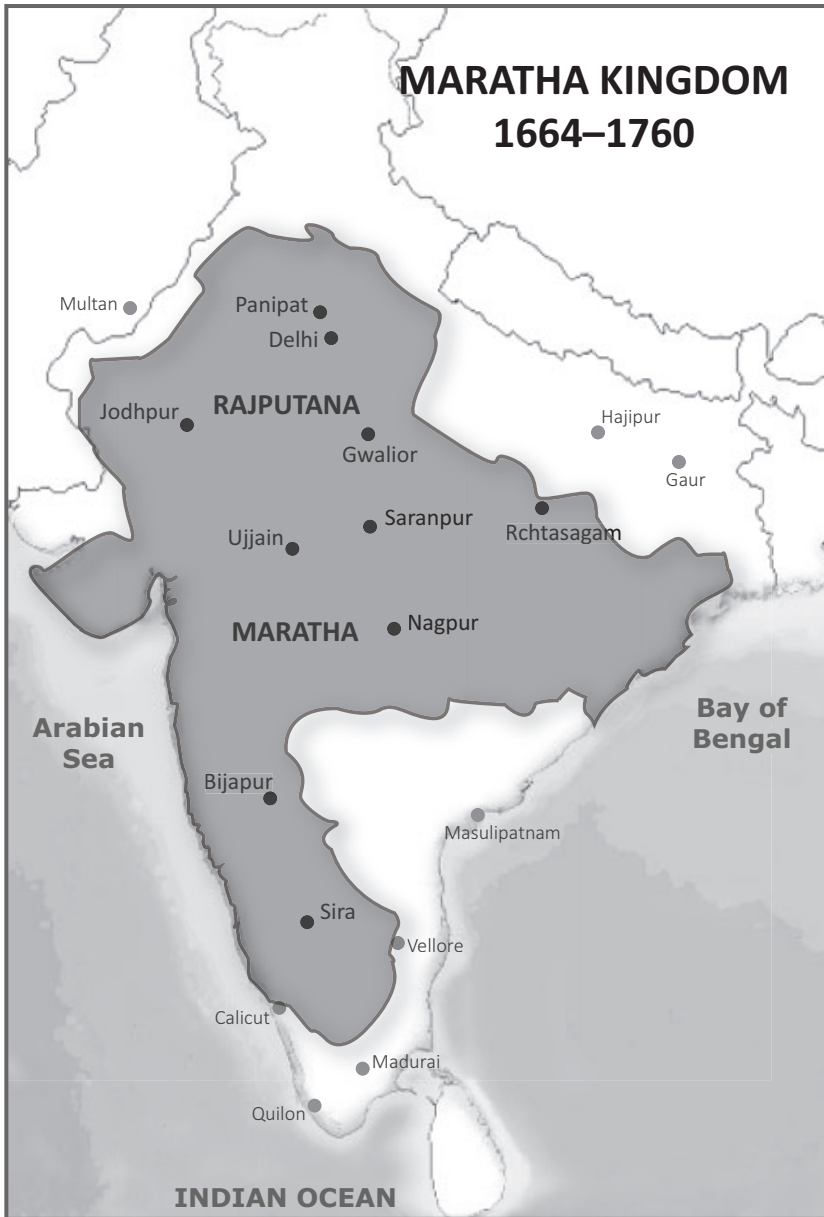 MARATHA KINGDOM
1664–1760
Multan
Panipat
Delhi
Jodhpur
RAJPUTANA
Gwalior
Hajipur
Gaur
Ujjain
Saranpur
Rchtasagam
MARATHA
Nagpur
Arabian
Sea
Bay of
Bengal
Bijapur
Masulipatnam
Sira
Vellore
Calicut
Madurai
Quilon
INDIAN OCEAN